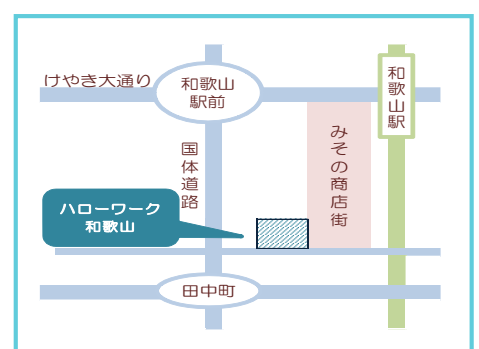 けやき大通り
和歌山
駅前
和歌山駅
国体道路
みその商店街
ハローワーク
和歌山
田中町